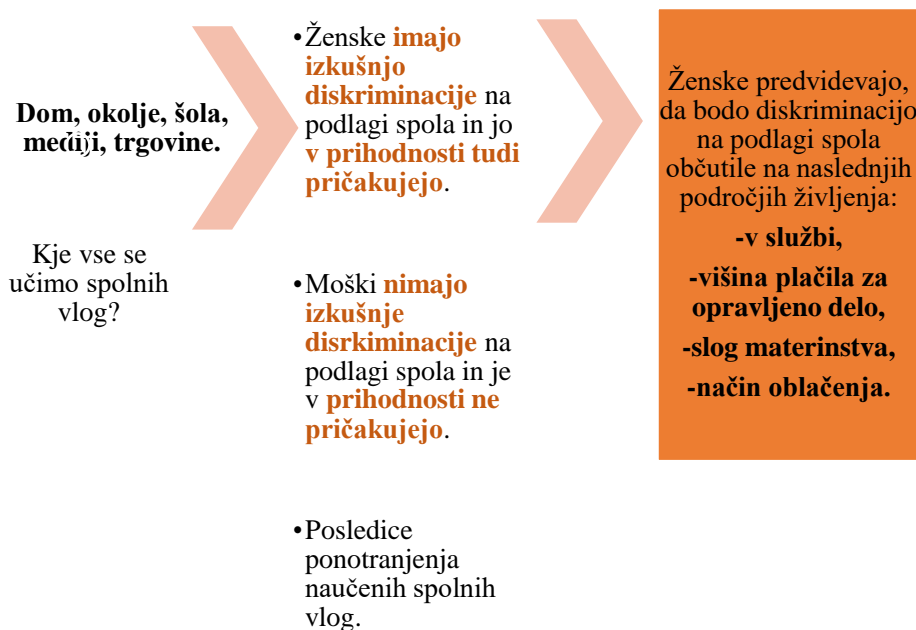 Dom, okolje, šola,
mediji, trgovine.
Kje vse se
učimo spolnih
vlog?
•Ženske imajo
izkušnjo
diskriminacije na
podlagi spola in jo
v prihodnosti tudi
pričakujejo.
•Moški nimajo
izkušnje
disrkiminacije na
podlagi spola in je
v prihodnosti ne
pričakujejo.
•Posledice
ponotranjenja
naučenih spolnih
vlog.
Ženske predvidevajo,
da bodo diskriminacijo
na podlagi spola
občutile na naslednjih
področjih življenja:
-v službi,
-višina plačila za
opravljeno delo,
-slog materinstva,
-način oblačenja.